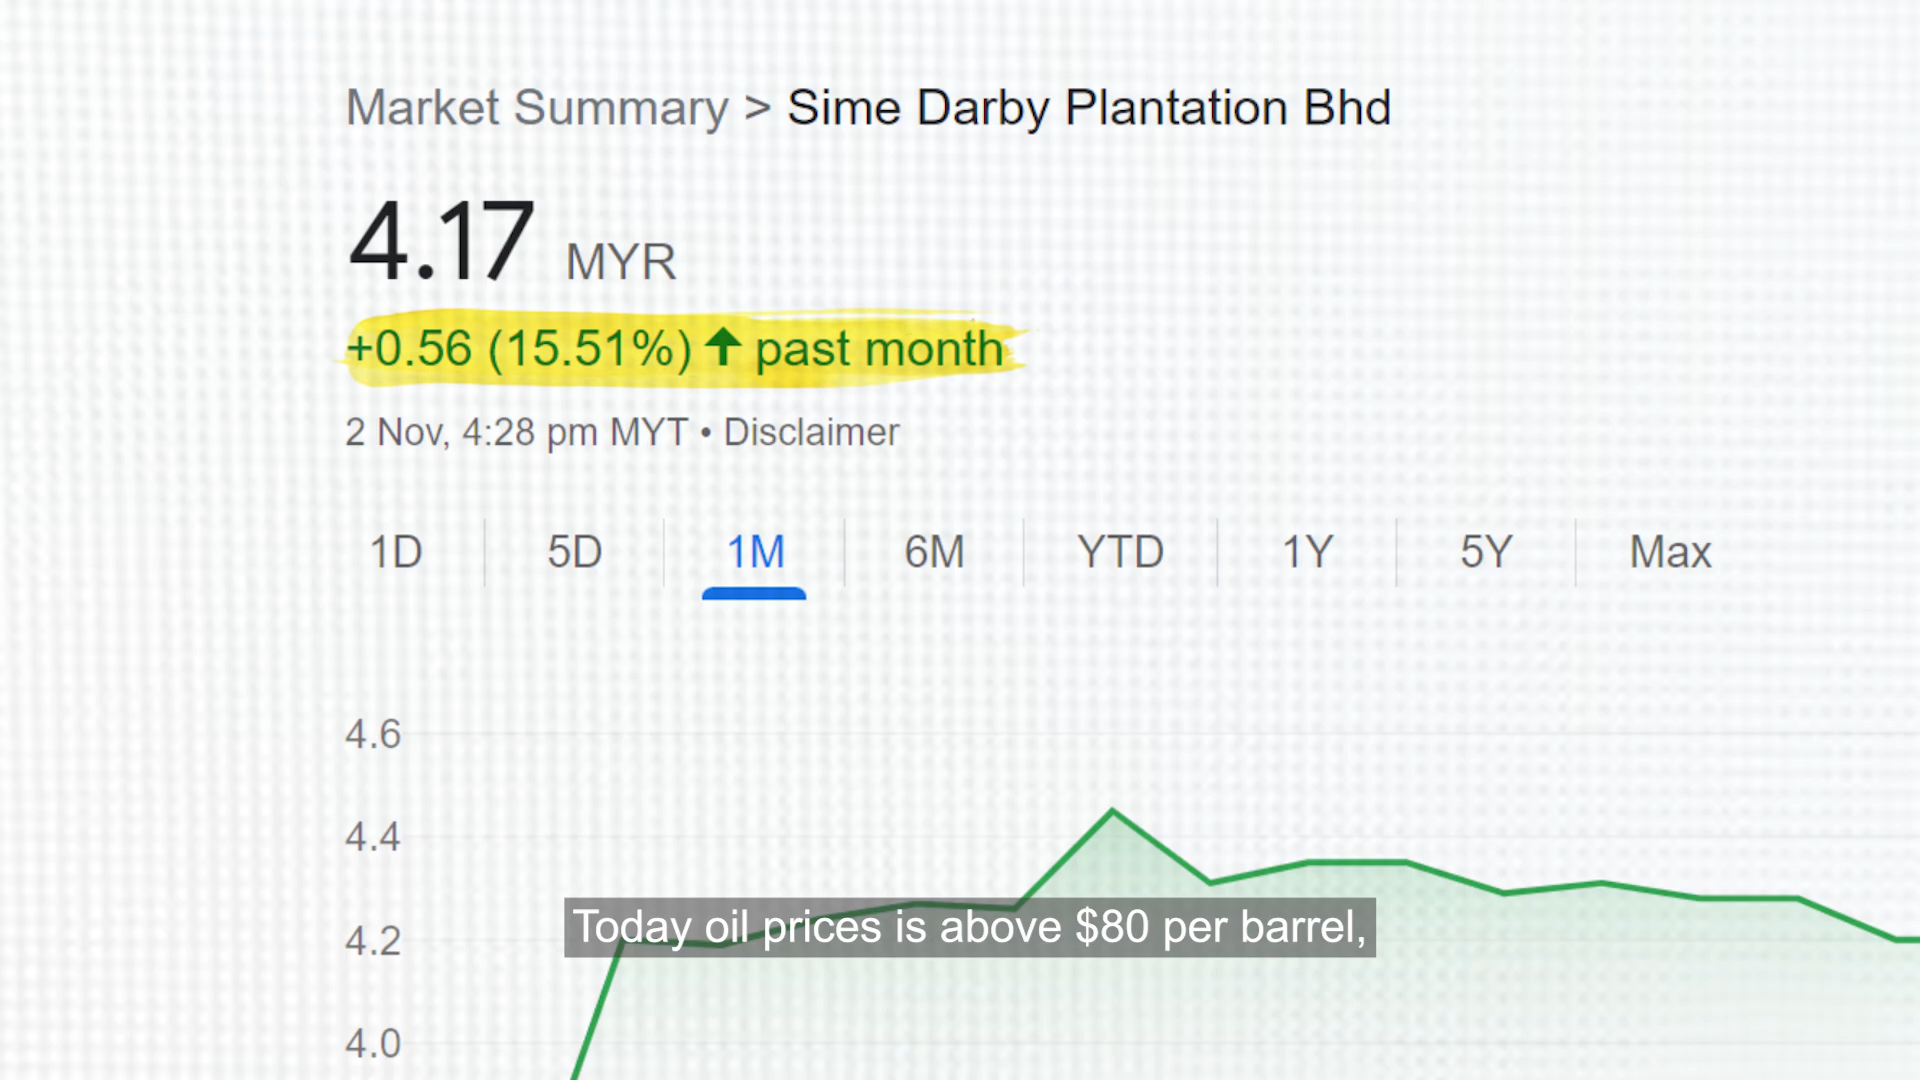 Market Summary > Sime Darby Plantation Bhd
4.17 MYR
+0.56 (15.51%) ↑ past month
2 Nov, 4:28 pm MYT • Disclaimer
1D 5D 1M 6M YTD 1Y 5Y Max
4.6
4.4
4.2
4.0
Today oil prices is above $80 per barrel,